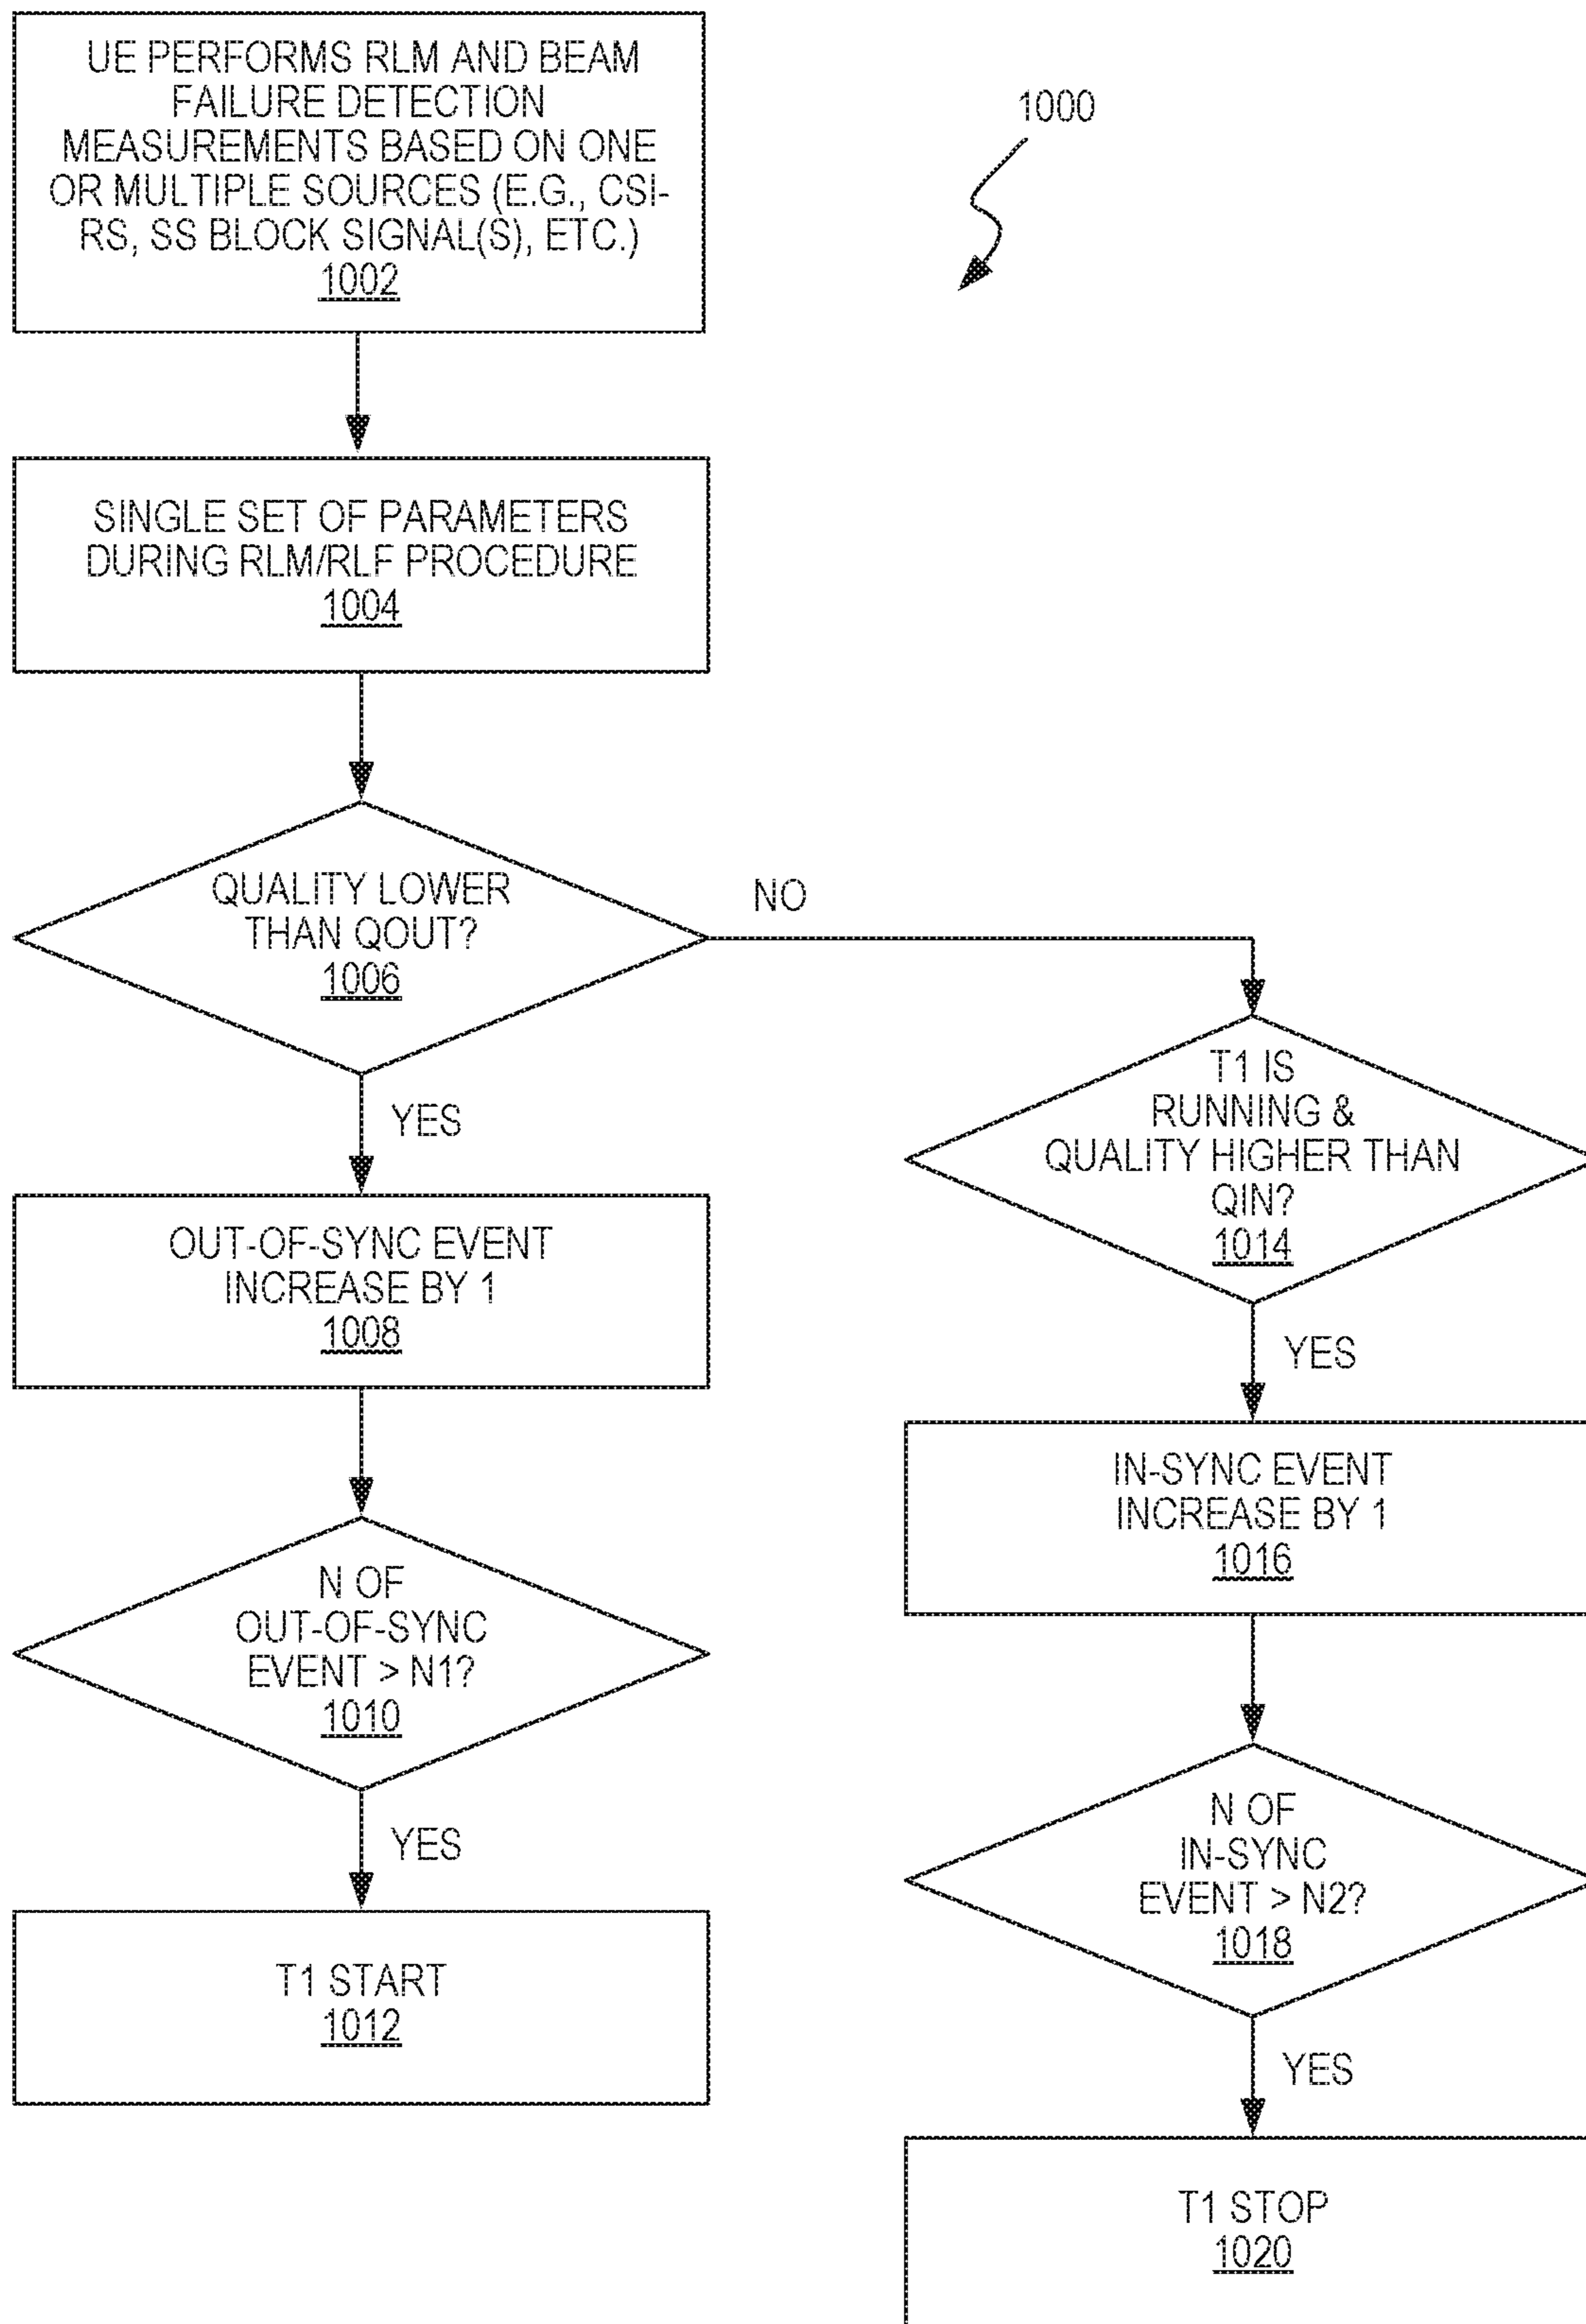 UE PERFORMS RLM AND BEAM
FAILURE DETECTION
MEASUREMENTS BASED ON ONE
OR MULTIPLE SOURCES (E.G., CSI-
RS, SS BLOCK SIGNAL(S), ETC.)
1002
1000
SINGLE SET OF PARAMETERS
DURING RLM/RLF PROCEDURE
1004
QUALITY LOWER
THAN QOUT?
1006
NO
YES
OUT-OF-SYNC EVENT
INCREASE BY 1
1008
N OF
OUT-OF-SYNC
EVENT > N1?
1010
YES
T1 START
1012
T1 IS
RUNNING &
QUALITY HIGHER THAN
QIN?
1014
YES
IN-SYNC EVENT
INCREASE BY 1
1016
N OF
IN-SYNC
EVENT > N2?
1018
YES
T1 STOP
1020